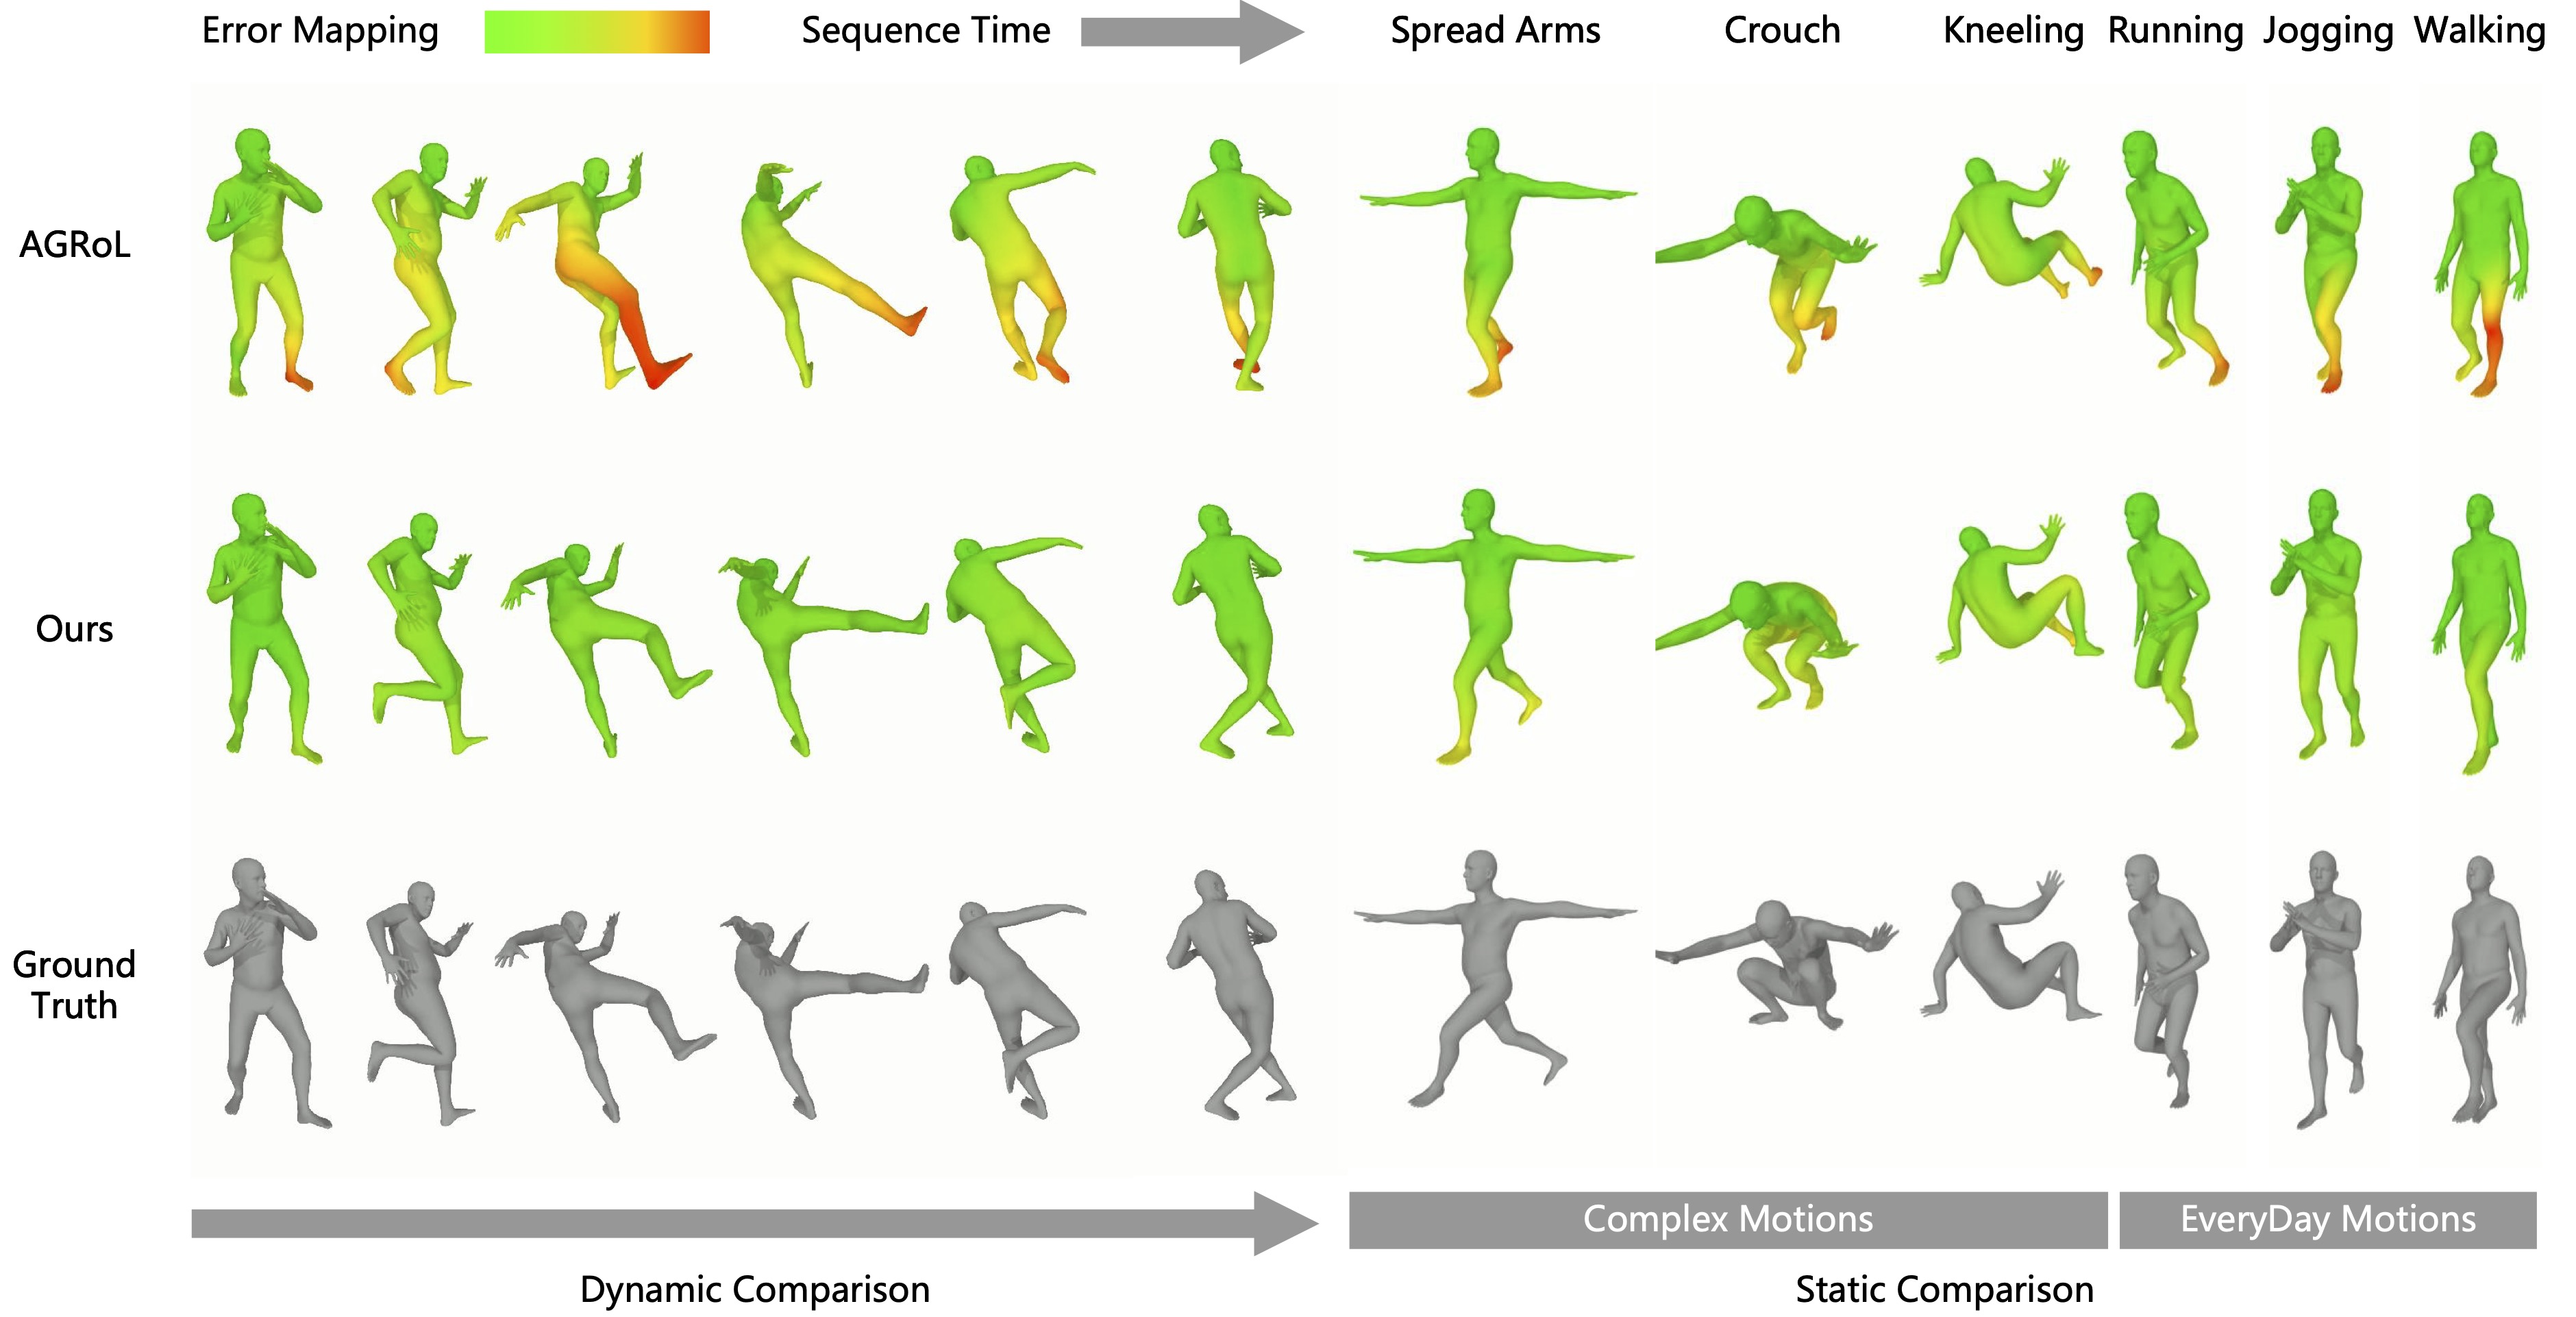 Error Mapping
Sequence Time
Spread Arms
Crouch
Kneeling
Running
Jogging
Walking
AGRoL
Ours
Ground
Truth
Complex Motions
EveryDay Motions
Dynamic Comparison
Static Comparison